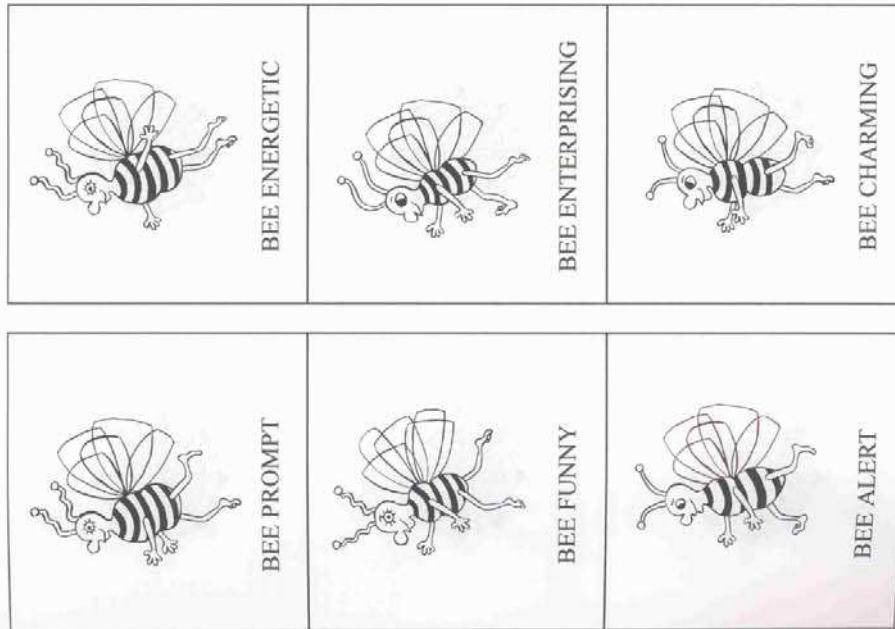 BEE PROMPT
BEE ENERGETIC
BEE FUNNY
BEE ENTERPRISING
BEE ALERT
BEE CHARMING